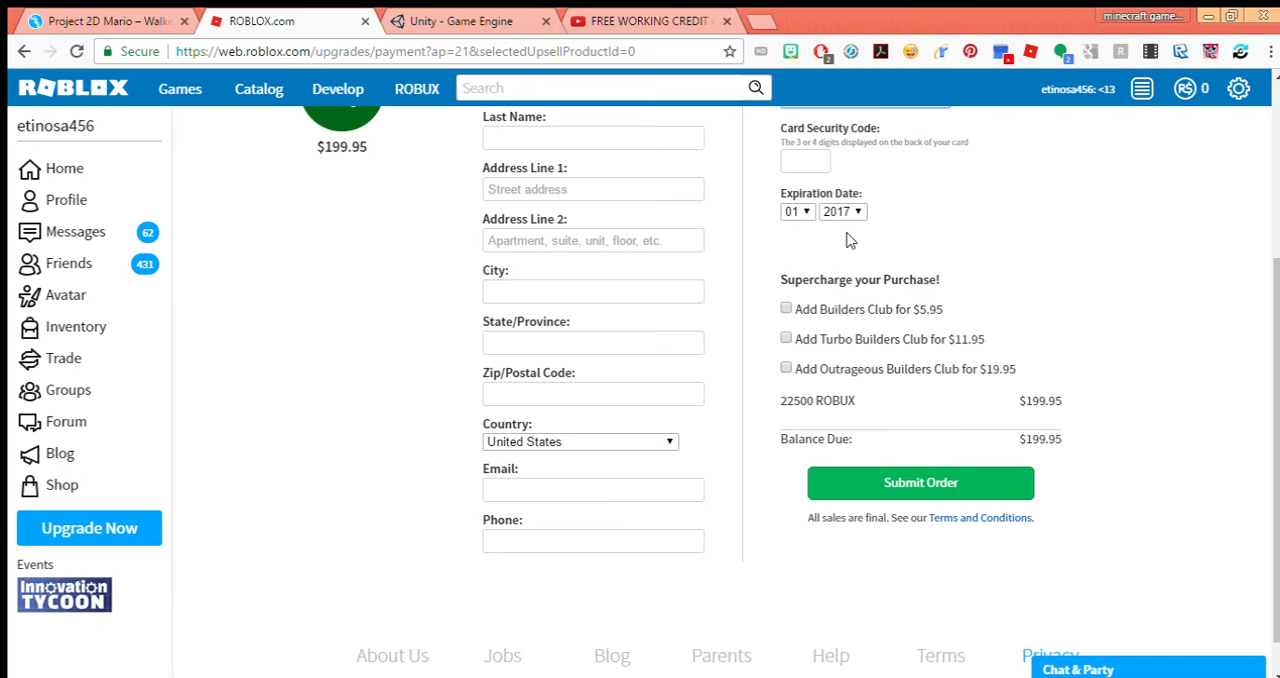 Project 2D Mario – Walk
ROBLOX.com
Unity - Game Engine
FREE WORKING CREDIT
minecraft game...
Secure
https://web.roblox.com/upgrades/payment?ap=21&selectedUpsellProductId=0
ROBLOX
Games
Catalog
Develop
ROBUX
Search
etinosa456: <13
R$ 0
etinosa456
Home
Profile
Messages 62
Friends 431
Avatar
Inventory
Trade
Groups
Forum
Blog
Shop
Upgrade Now
Events
Innovation
TYCOON
$199.95
Last Name:
Address Line 1:
Street address
Address Line 2:
Apartment, suite, unit, floor, etc.
City:
State/Province:
Zip/Postal Code:
Country:
United States
Email:
Phone:
Card Security Code:
The 3 or 4 digits displayed on the back of your card
Expiration Date:
01 2017
Supercharge your Purchase!
Add Builders Club for $5.95
Add Turbo Builders Club for $11.95
Add Outrageous Builders Club for $19.95
22500 ROBUX $199.95
Balance Due: $199.95
Submit Order
All sales are final. See our Terms and Conditions.
About Us Jobs Blog Parents Help Terms Privacy
Chat & Party